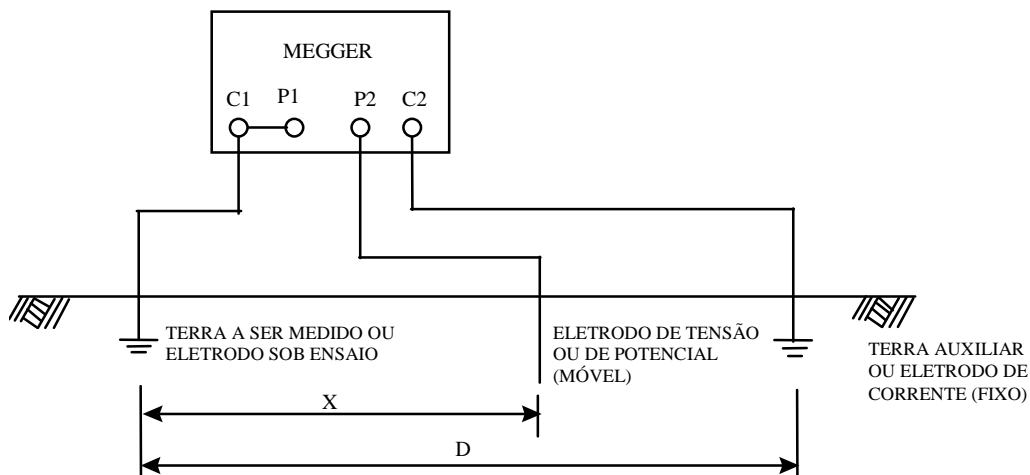 MEGGER
C1
P1
P2
C2
TERRA A SER MEDIDO OU
ELETRODO SOB ENSAIO
ELETRODO DE TENSÃO
OU DE POTENCIAL
(MÓVEL)
TERRA AUXILIAR
OU ELETRODO DE
CORRENTE (FIXO)
X
D